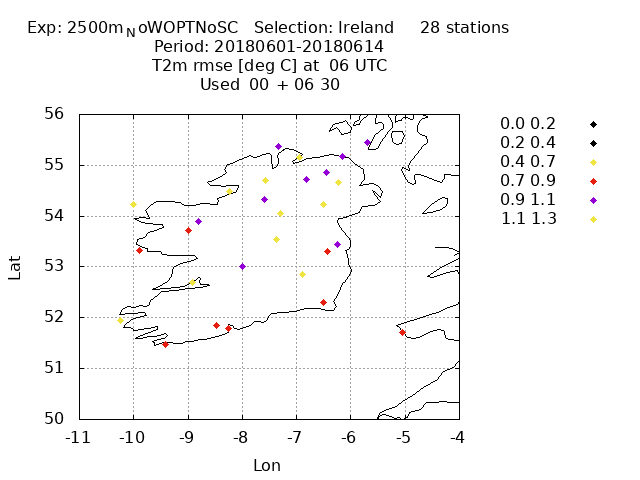 Exp: 2500m_NoWOPTNoSC Selection: Ireland 28 stations
Period: 20180601-20180614
T2m rmse [deg C] at 06 UTC
Used 00 + 06 30
56
55
54
53
52
51
50
-11 -10 -9 -8 -7 -6 -5 -4
Lat
Lon
0.0 0.2
0.2 0.4
0.4 0.7
0.7 0.9
0.9 1.1
1.1 1.3